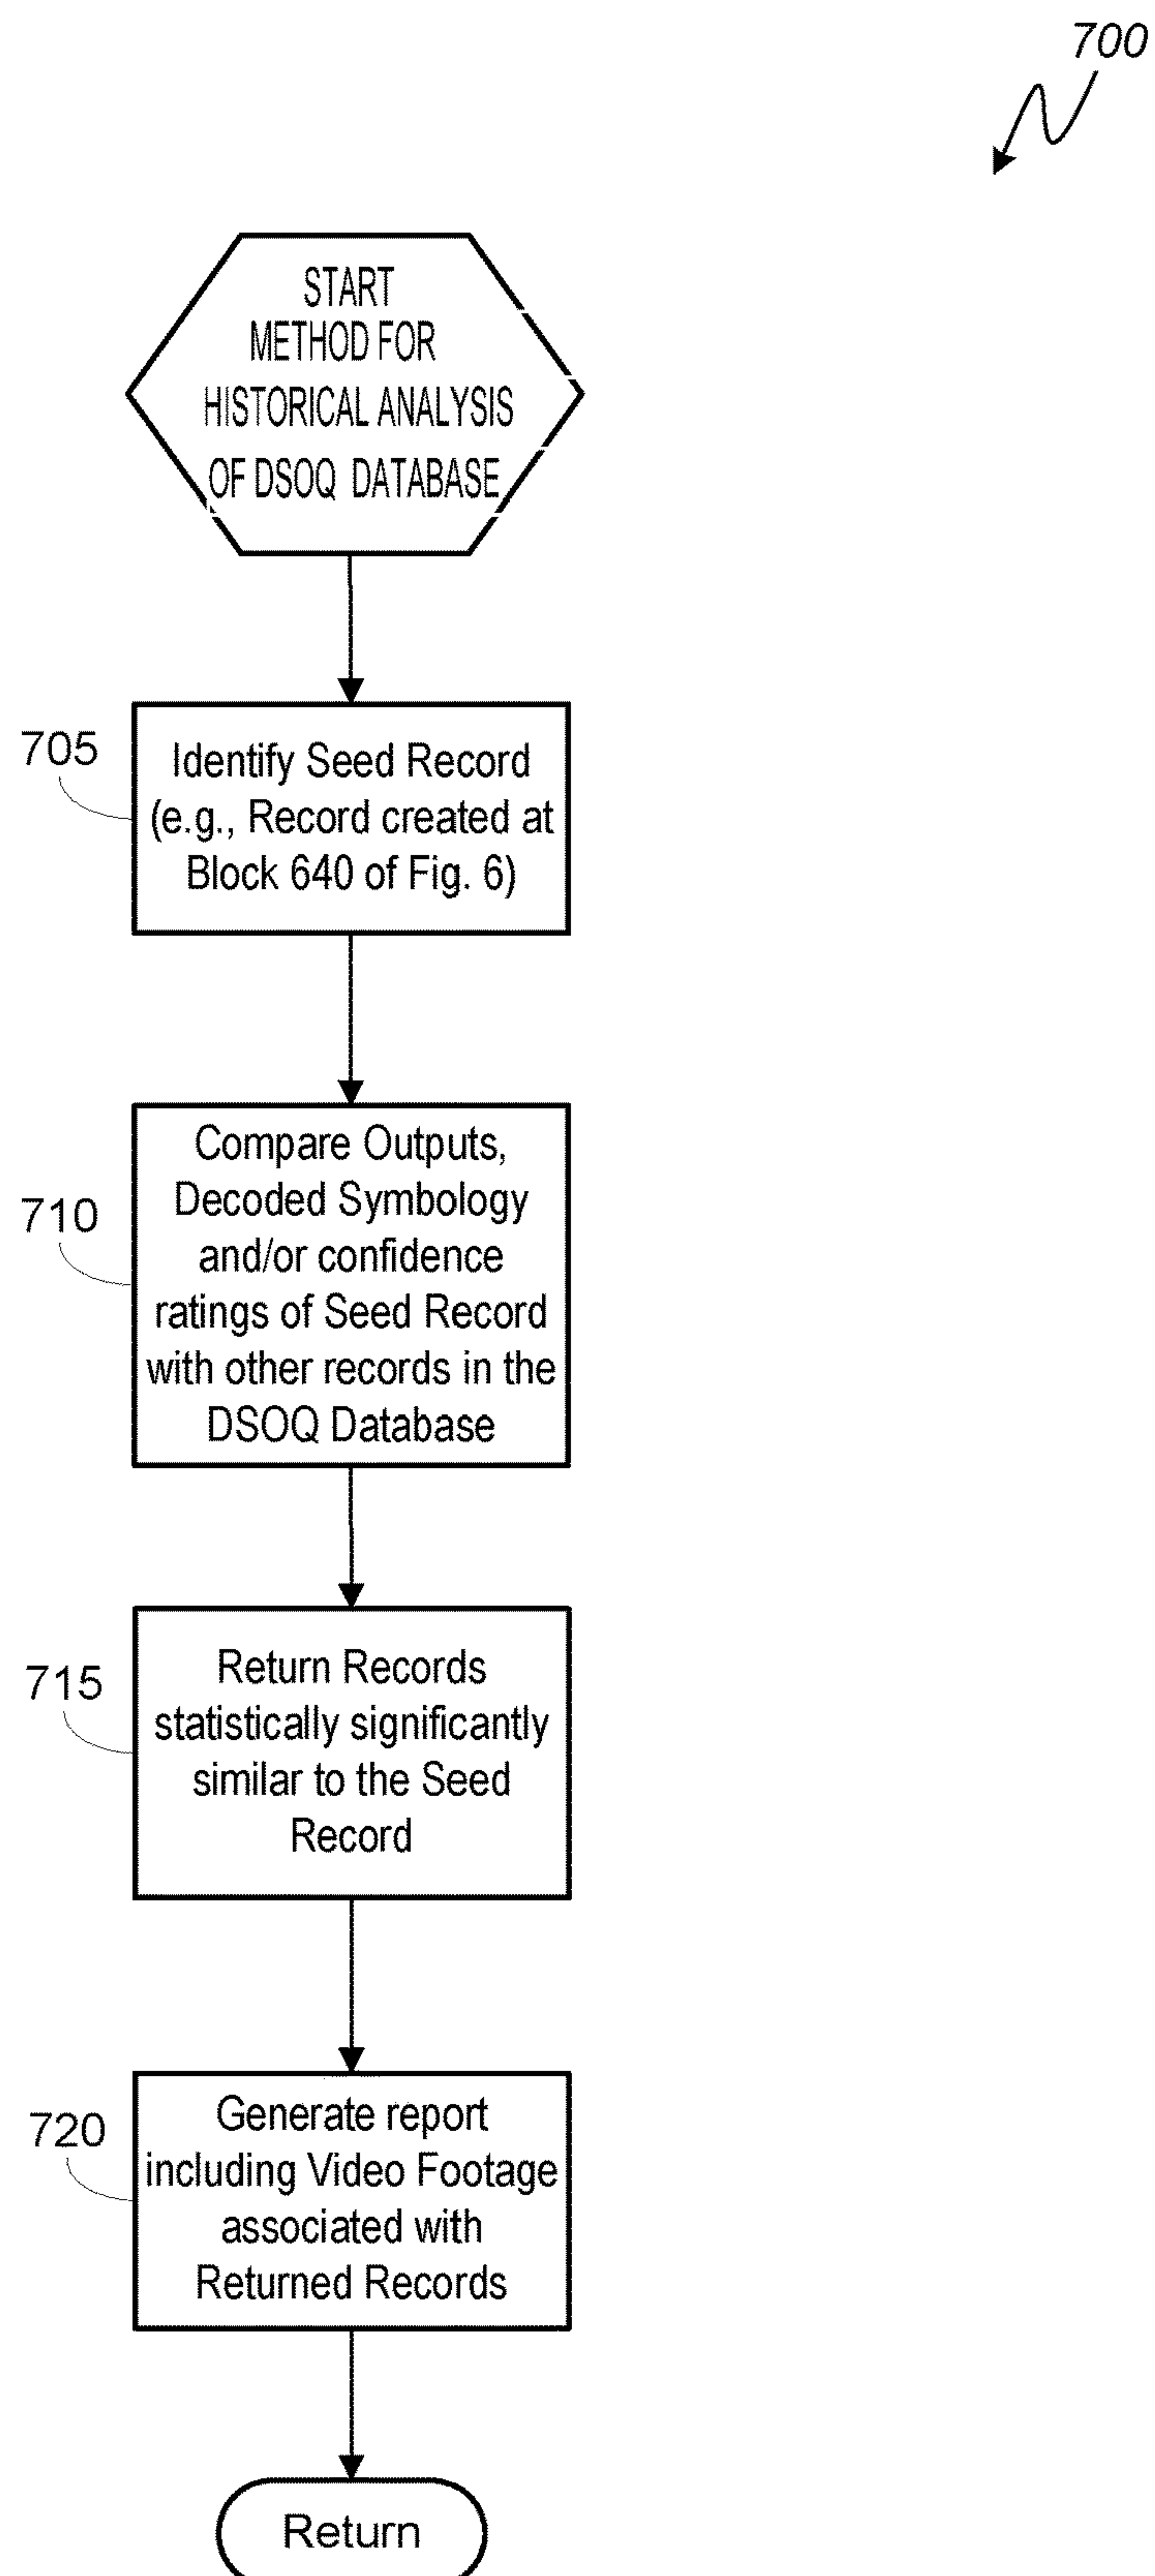 700
START
METHOD FOR
HISTORICAL ANALYSIS
OF DSOQ DATABASE
705
Identify Seed Record
(e.g., Record created at
Block 640 of Fig. 6)
710
Compare Outputs,
Decoded Symbology
and/or confidence
ratings of Seed Record
with other records in the
DSOQ Database
715
Return Records
statistically significantly
similar to the Seed
Record
720
Generate report
including Video Footage
associated with
Returned Records
Return